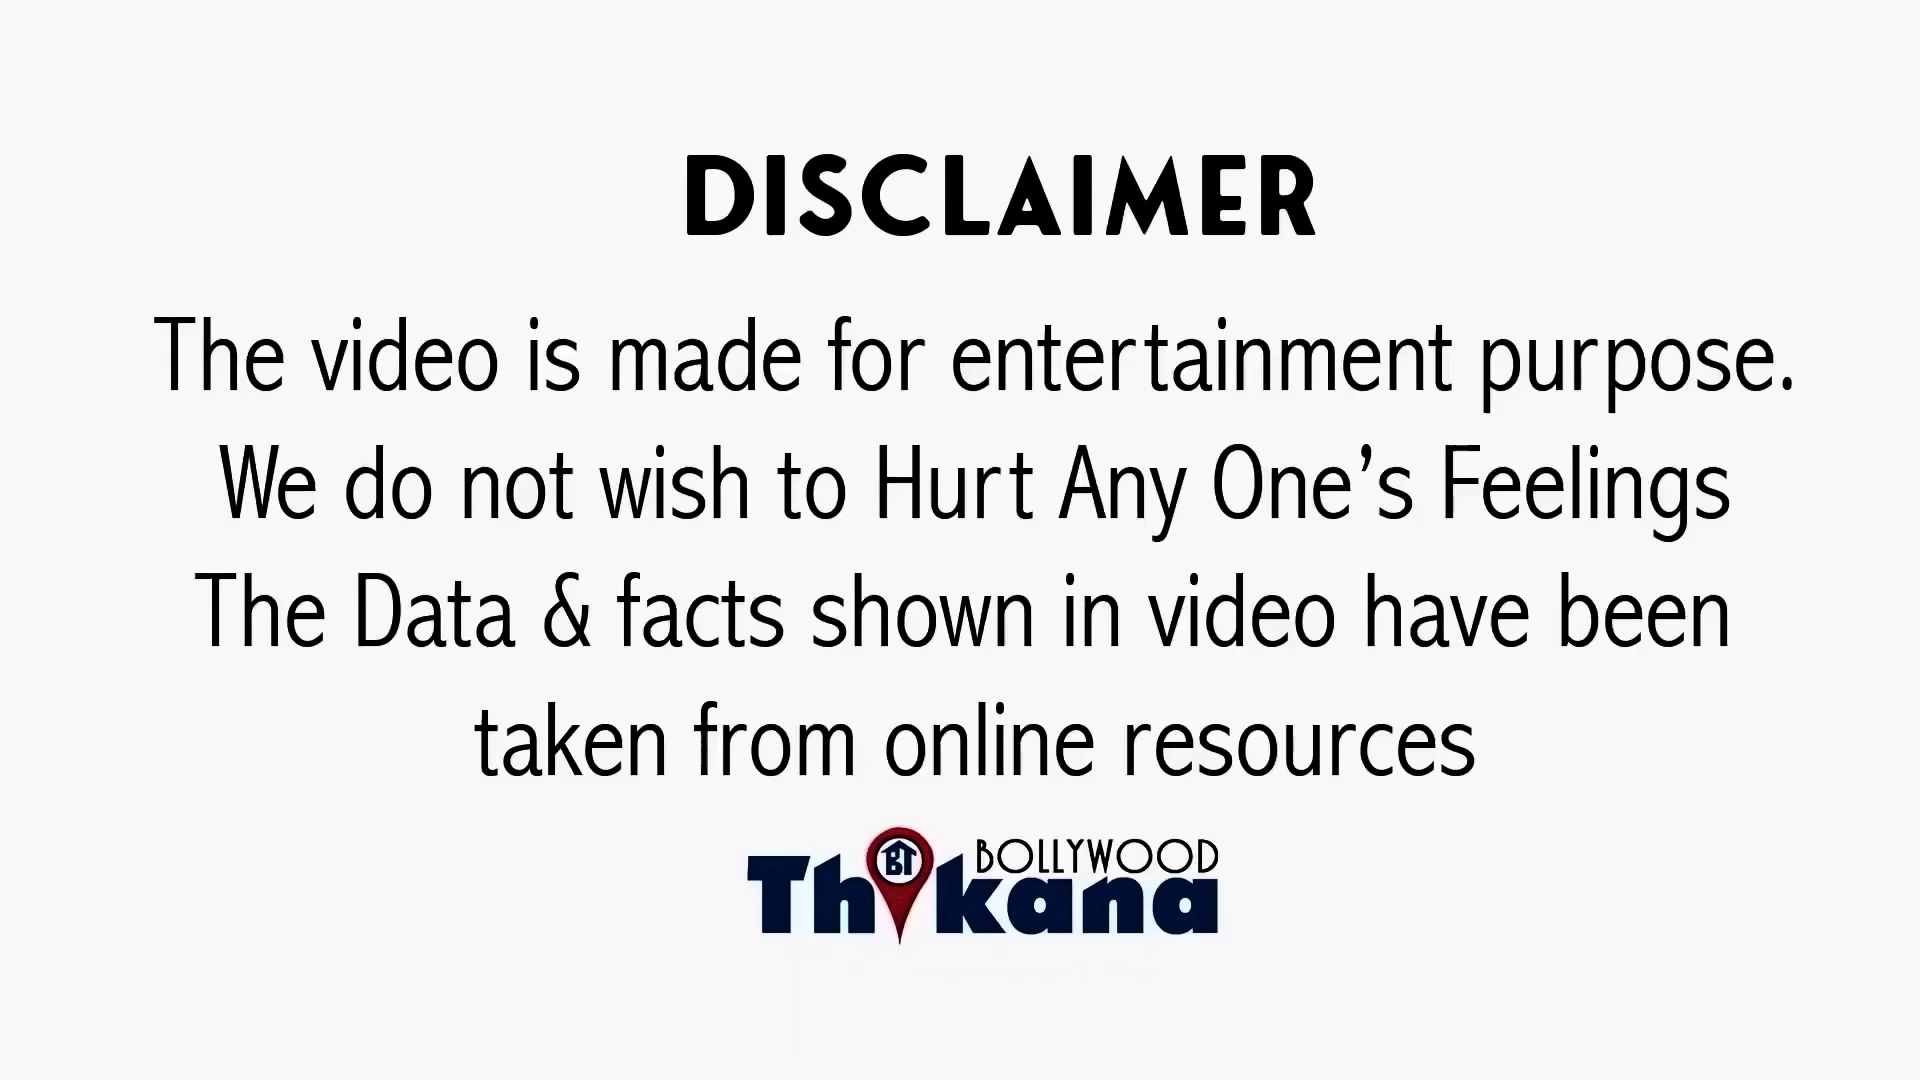 DISCLAIMER
The video is made for entertainment purpose.
We do not wish to Hurt Any One’s Feelings
The Data & facts shown in video have been
taken from online resources
BT
BOLLYWOOD
Thikana